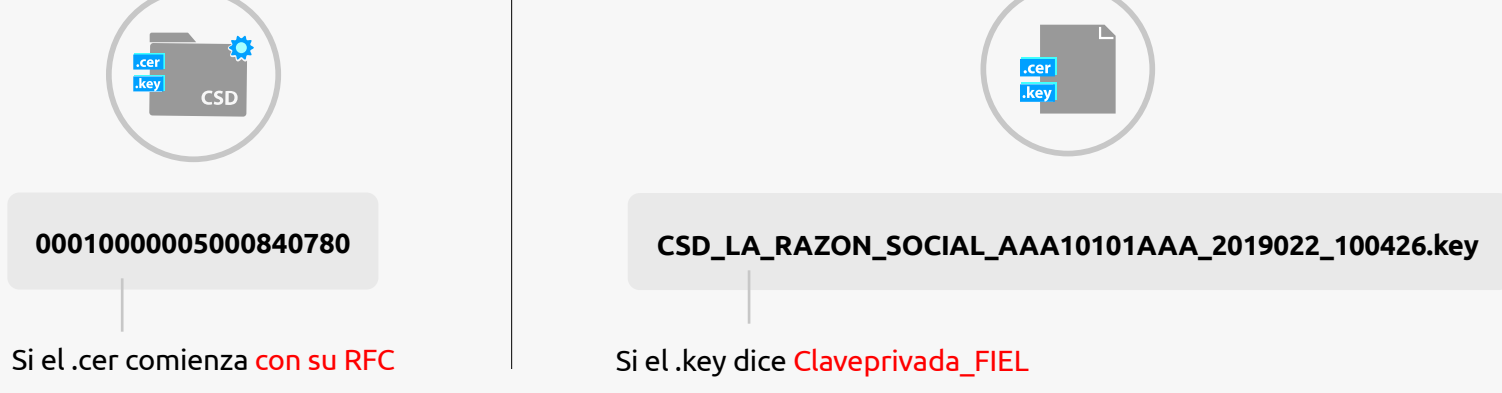 .cer
.key
CSD
00010000005000840780
Si el .cer comienza con su RFC
.cer
.key
CSD_LA_RAZON_SOCIAL_AAA10101AAA_2019022_100426.key
Si el .key dice Claveprivada_FIEL